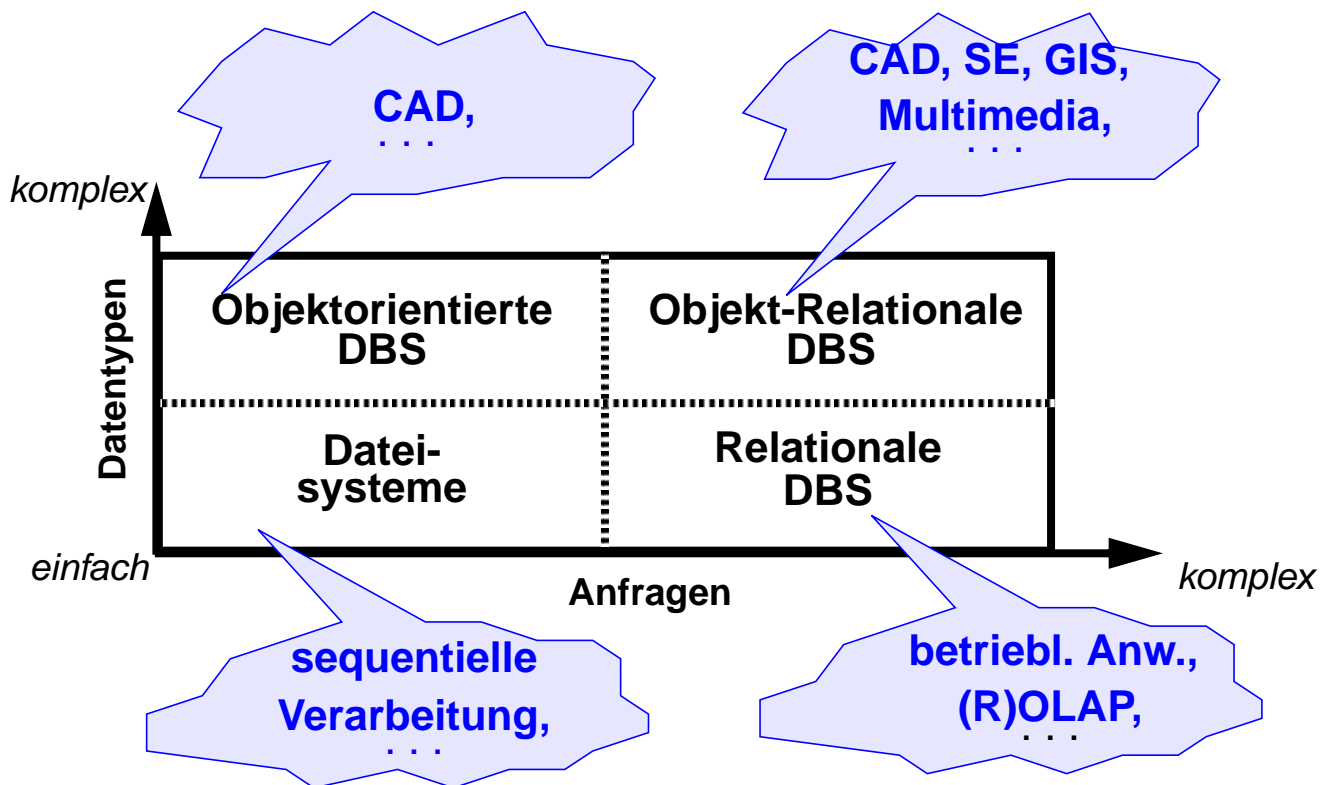 CAD,
. . .
CAD, SE, GIS,
Multimedia,
. . .
komplex
Datentypen
Objektorientierte
DBS
Objekt-Relationale
DBS
Datei-
systeme
Relationale
DBS
einfach
Anfragen
komplex
sequentielle
Verarbeitung,
. . .
betriebl. Anw.,
(R)OLAP,
. . .